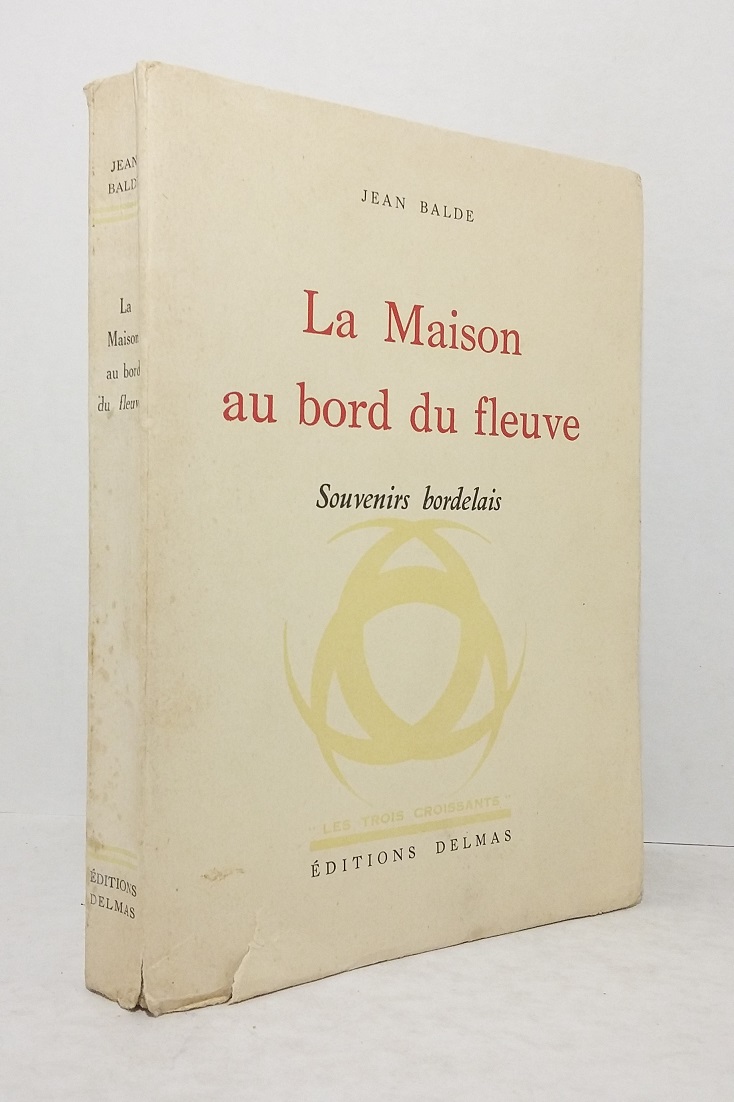 JEAN
BALD
La
Maison
au bord
du fleuv
ÉDITIONS
DELMAS
JEAN BALDE
La Maison
au bord du fleuve
Souvenirs bordelais
"LES TROIS CROISSANTS"
ÉDITIONS DELMAS